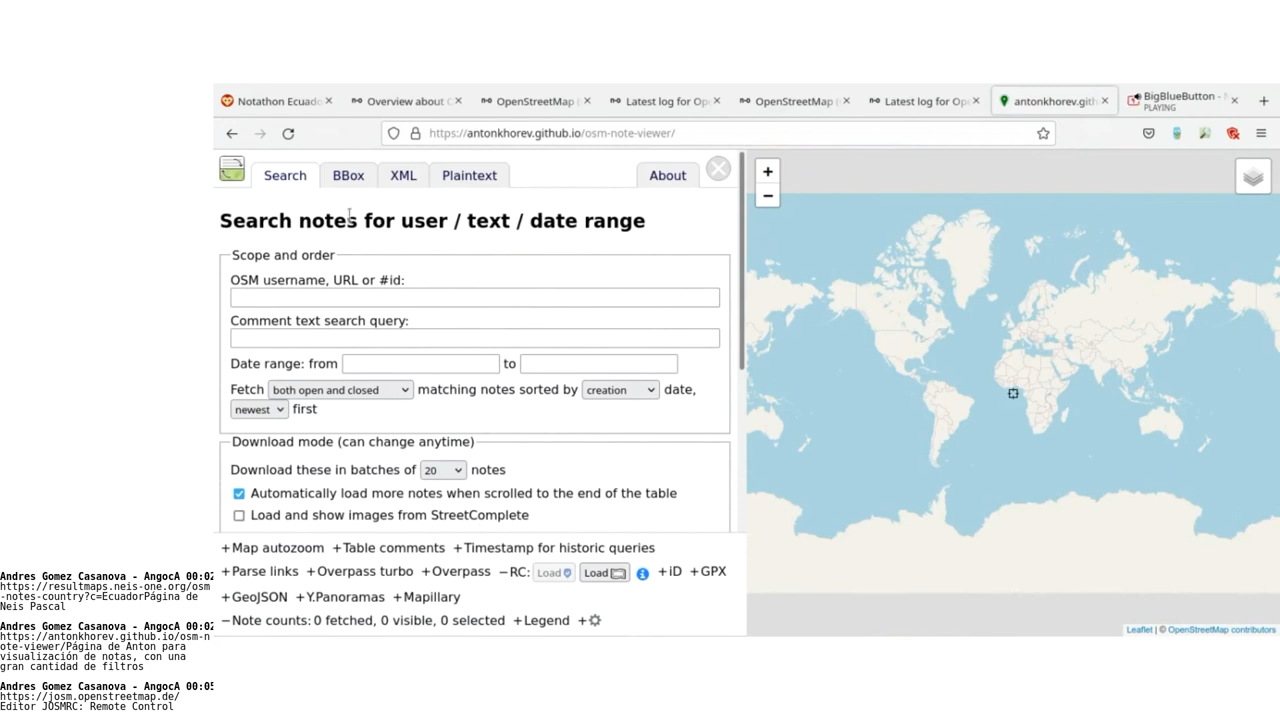 Notathon Ecuado
Overview about C
OpenStreetMap
Latest log for Op
OpenStreetMap
Latest log for Op
antonkhorev.gith
BigBlueButton -
PLAYING
https://antonkhorev.github.io/osm-note-viewer/
Search
BBox
XML
Plaintext
About
Search notes for user / text / date range
Scope and order
OSM username, URL or #id:
Comment text search query:
Date range: from to
Fetch both open and closed matching notes sorted by creation date,
newest first
Download mode (can change anytime)
Download these in batches of 20 notes
Automatically load more notes when scrolled to the end of the table
Load and show images from StreetComplete
+Map autozoom +Table comments +Timestamp for historic queries
+Parse links +Overpass turbo +Overpass −RC: Load Load +iD +GPX
+GeoJSON +Y.Panoramas +Mapillary
−Note counts: 0 fetched, 0 visible, 0 selected +Legend +
+
−
Leaflet | © OpenStreetMap contributors
Andres Gomez Casanova - AngocA 00:02
https://resultmaps.neis-one.org/osm
-notes-country?c=EcuadorPágina de
Neis Pascal
Andres Gomez Casanova - AngocA 00:02
https://antonkhorev.github.io/osm-n
ote-viewer/Página de Anton para
visualización de notas, con una
gran cantidad de filtros
Andres Gomez Casanova - AngocA 00:05
https://josm.openstreetmap.de/
Editor JOSMRC: Remote Control